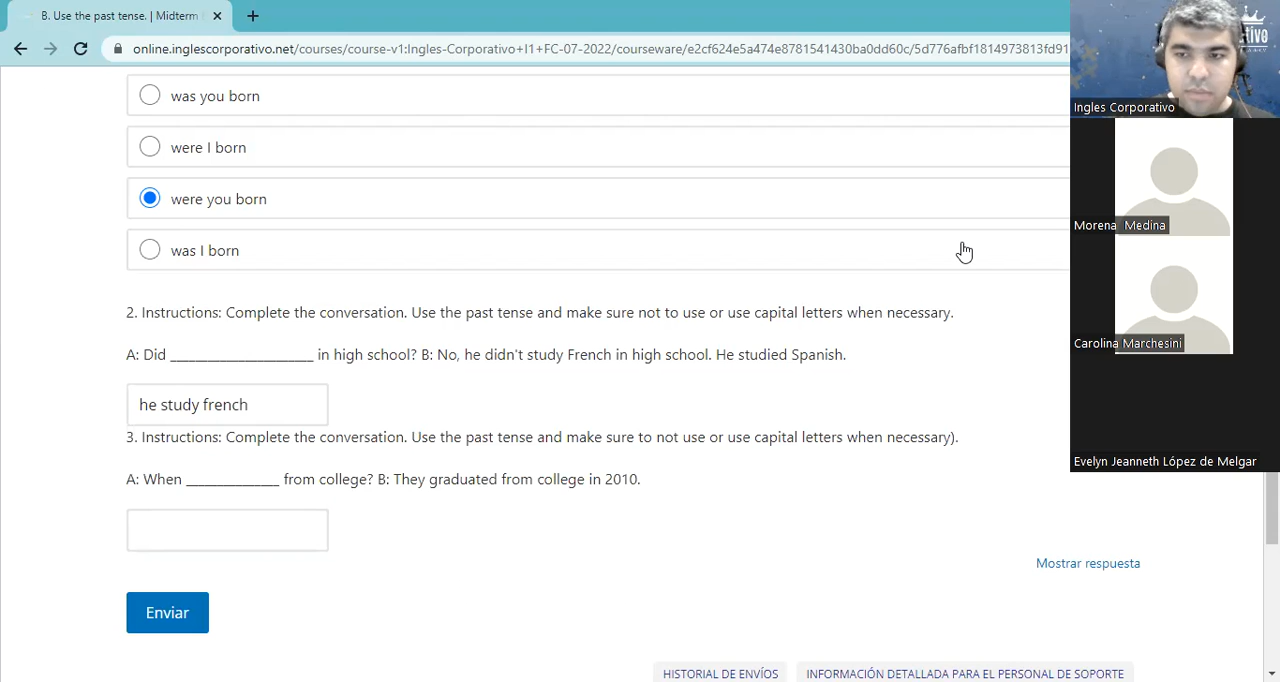 B. Use the past tense. | Midterm
online.inglescorporativo.net/courses/course-v1:Ingles-Corporativo+I1+FC-07-2022/courseware/e2cf624e5a474e8781541430ba0dd60c/5d776afbf1814973813fd91
tivo
Ingles Corporativo
was you born
were I born
were you born
Morena Medina
was I born
2. Instructions: Complete the conversation. Use the past tense and make sure not to use or use capital letters when necessary.
Carolina Marchesini
A: Did ______________________ in high school? B: No, he didn't study French in high school. He studied Spanish.
he study french
3. Instructions: Complete the conversation. Use the past tense and make sure to not use or use capital letters when necessary).
Evelyn Jeanneth López de Melgar
A: When ______________ from college? B: They graduated from college in 2010.
Mostrar respuesta
Enviar
HISTORIAL DE ENVÍOS
INFORMACIÓN DETALLADA PARA EL PERSONAL DE SOPORTE